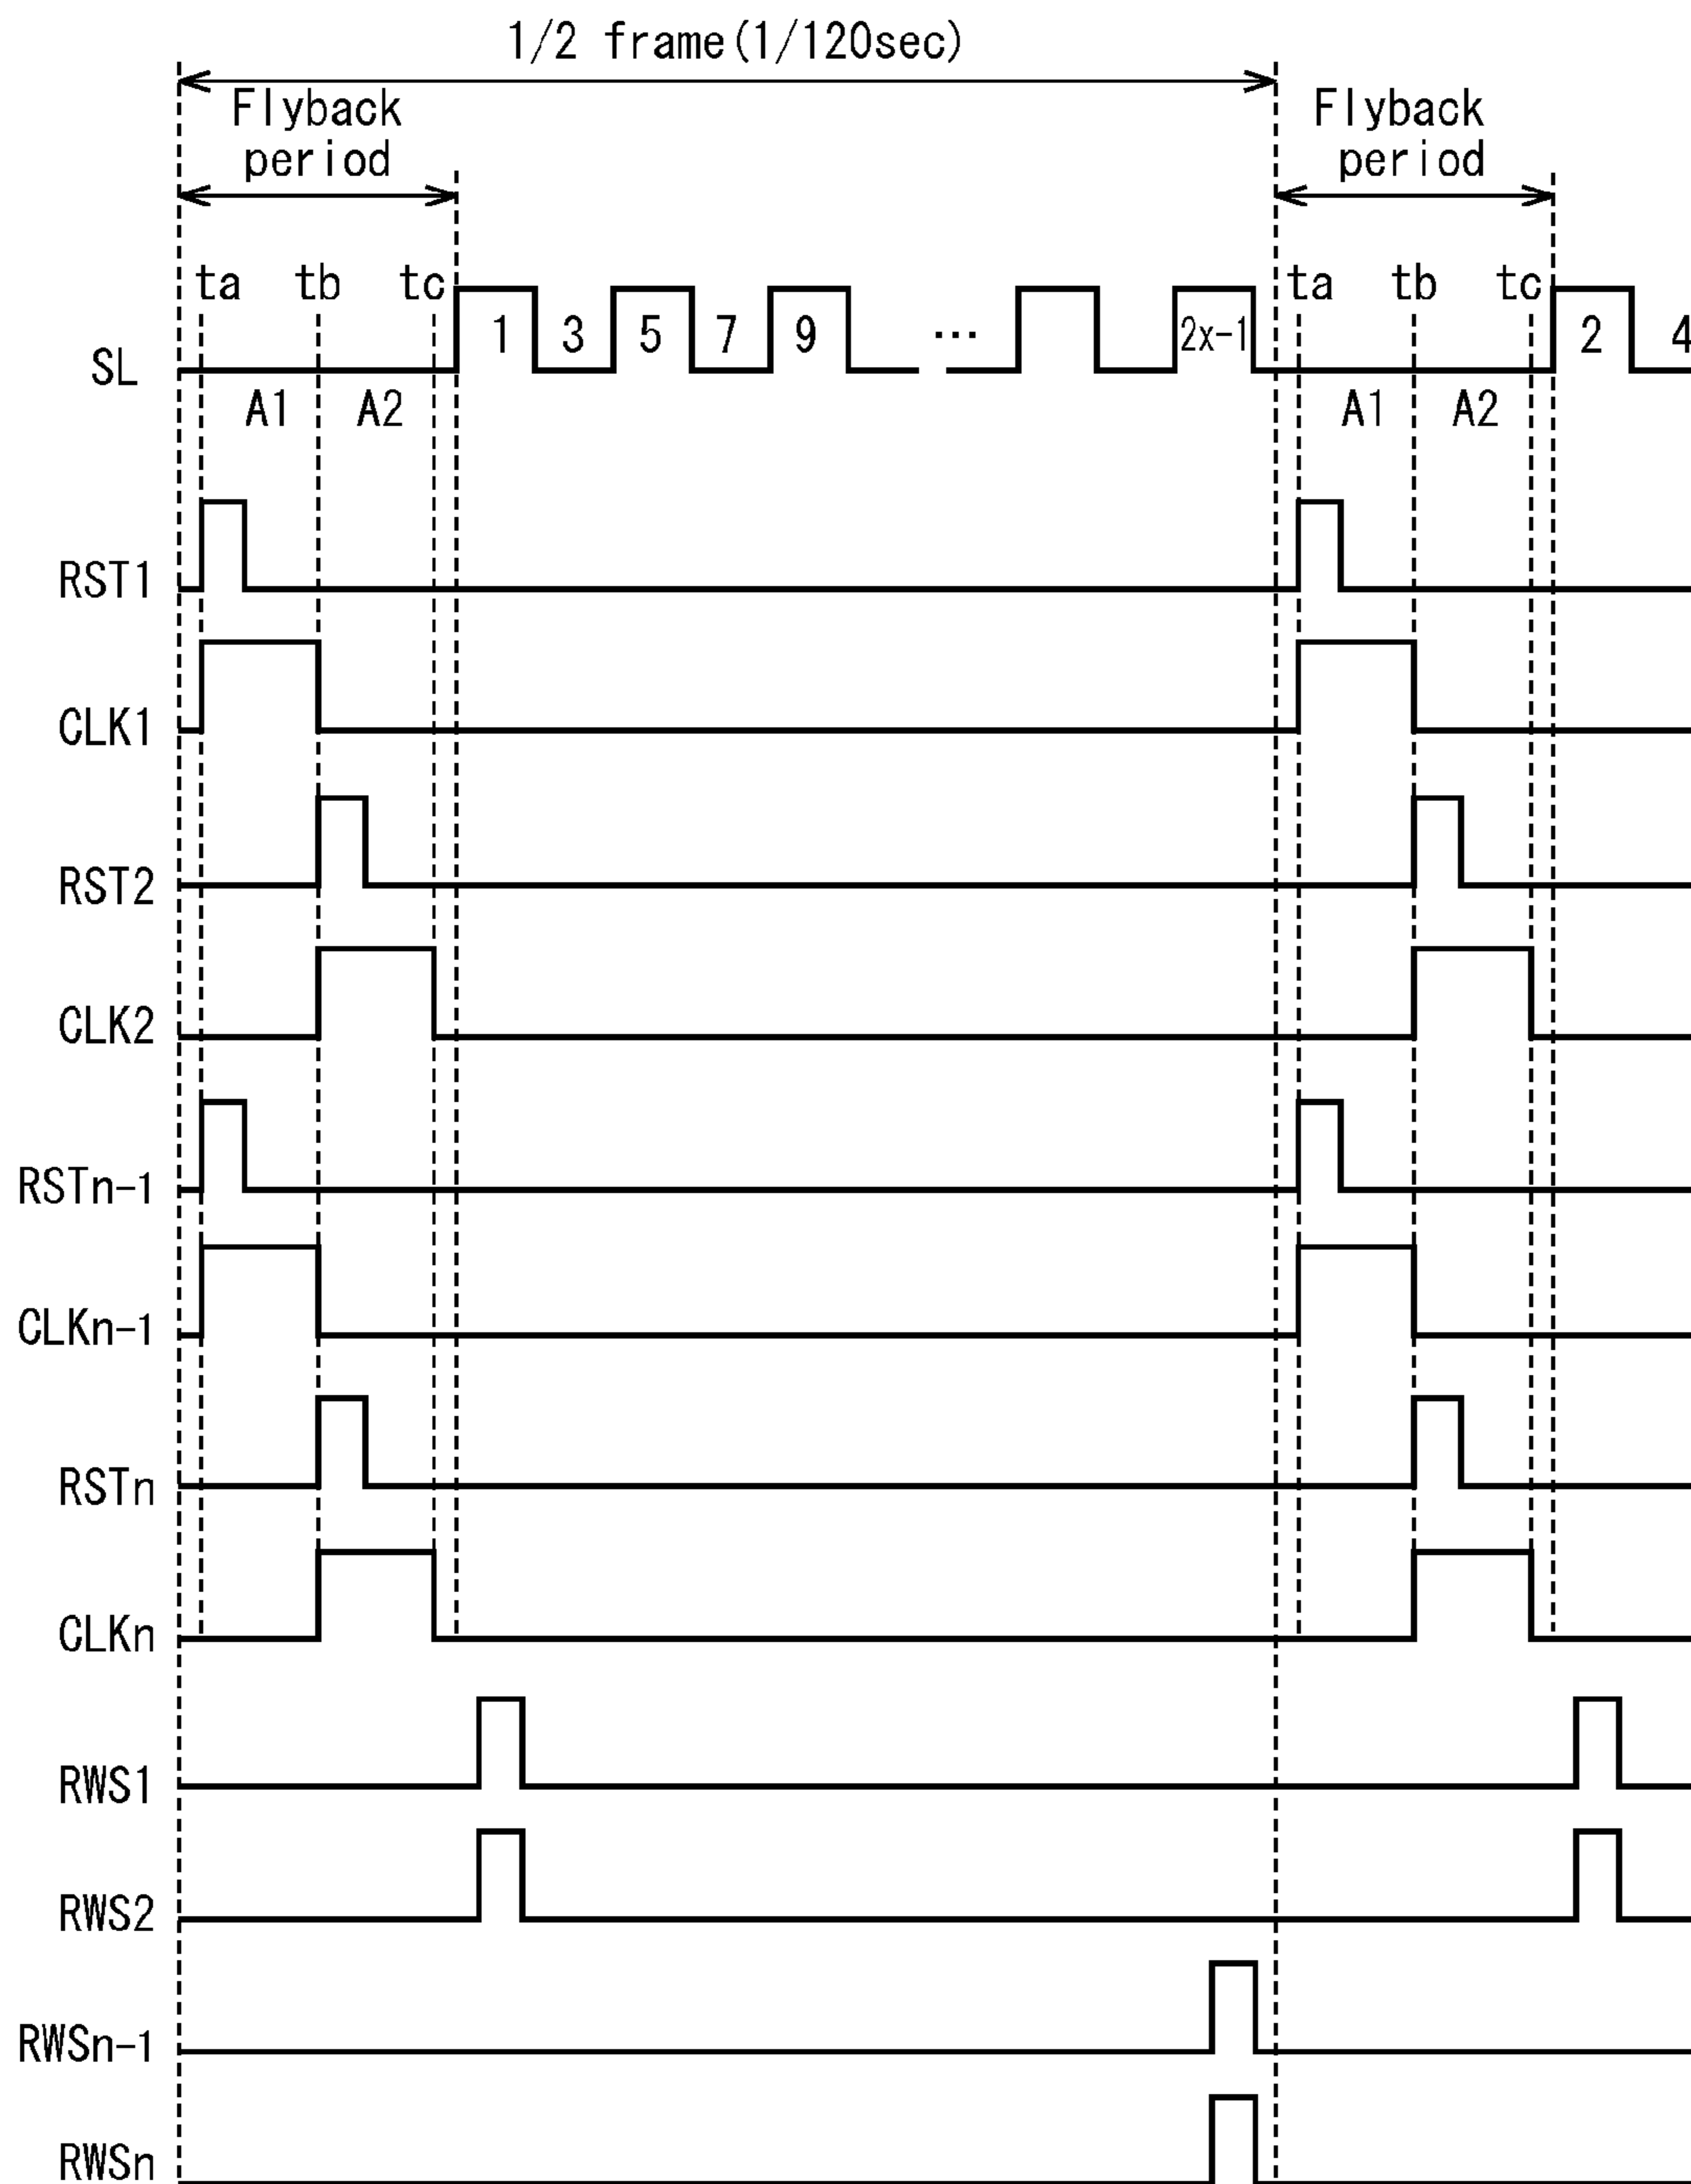 1/2 frame(1/120sec)
Flyback Flyback
period period
ta tb tc ta tb tc
SL 1 3 5 7 9 … 2x-1 2 4
A1 A2 A1 A2
RST1
CLK1
RST2
CLK2
RSTn-1
CLKn-1
RSTn
CLKn
RWS1
RWS2
RWSn-1
RWSn